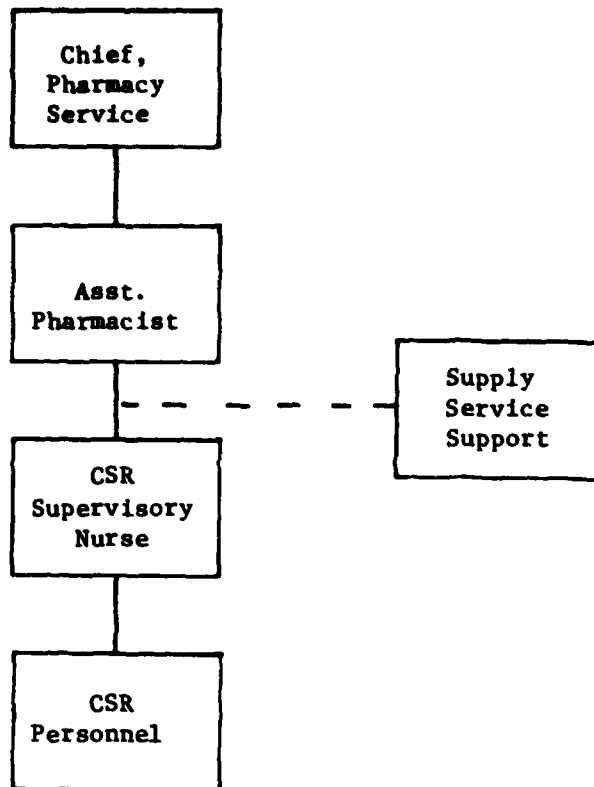 Chief,
Pharmacy
Service
Asst.
Pharmacist
Supply
Service
Support
CSR
Supervisory
Nurse
CSR
Personnel